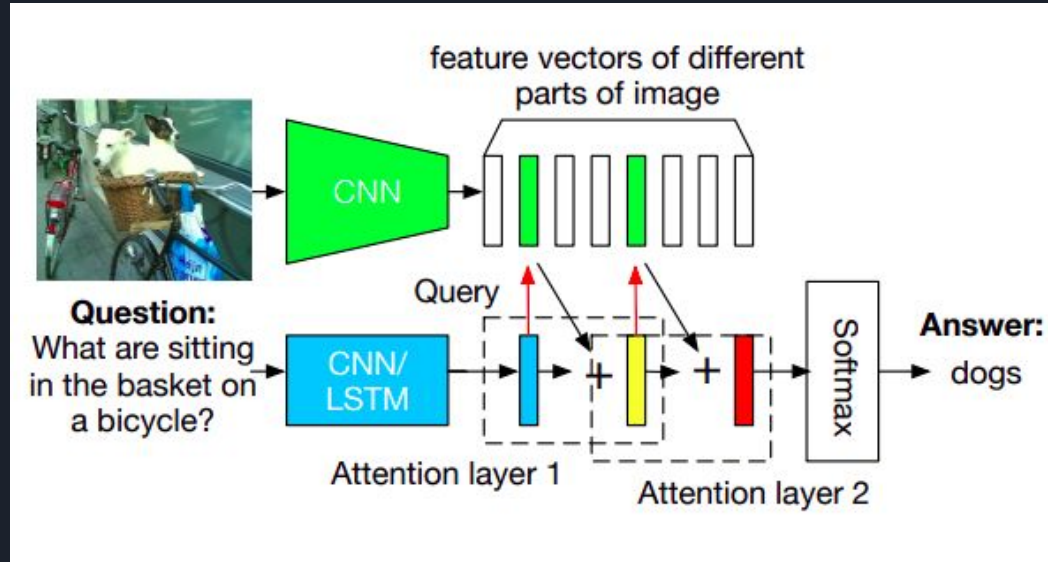 feature vectors of different
parts of image
CNN
Query
Question:
What are sitting
in the basket on
a bicycle?
CNN/
LSTM
+
+
Softmax
Answer:
dogs
Attention layer 1
Attention layer 2